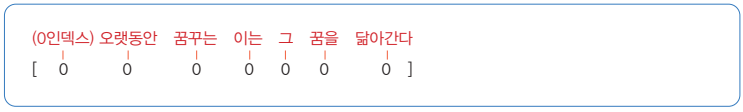 (0인덱스) 오랫동안 꿈꾸는 이는 그 꿈을 닮아간다
[ 0 0 0 0 0 0 0 ]